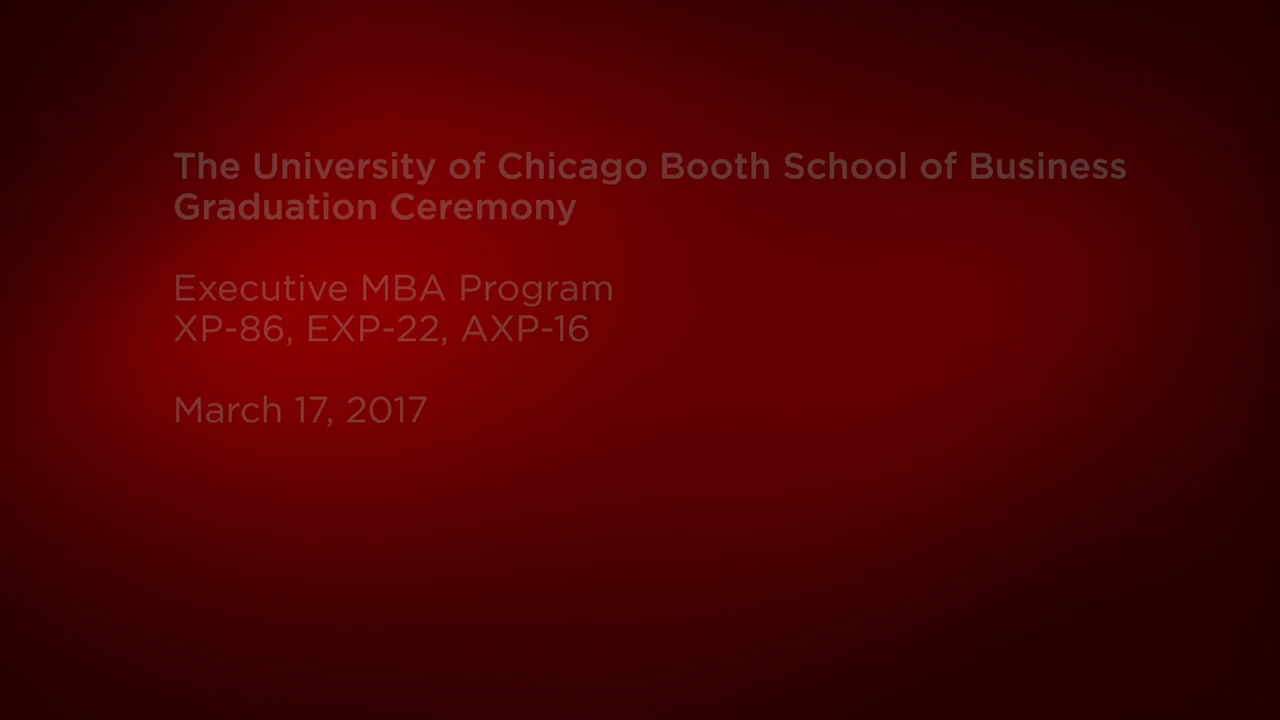 The University of Chicago Booth School of Business
Graduation Ceremony
Executive MBA Program
XP-86, EXP-22, AXP-16
March 17, 2017